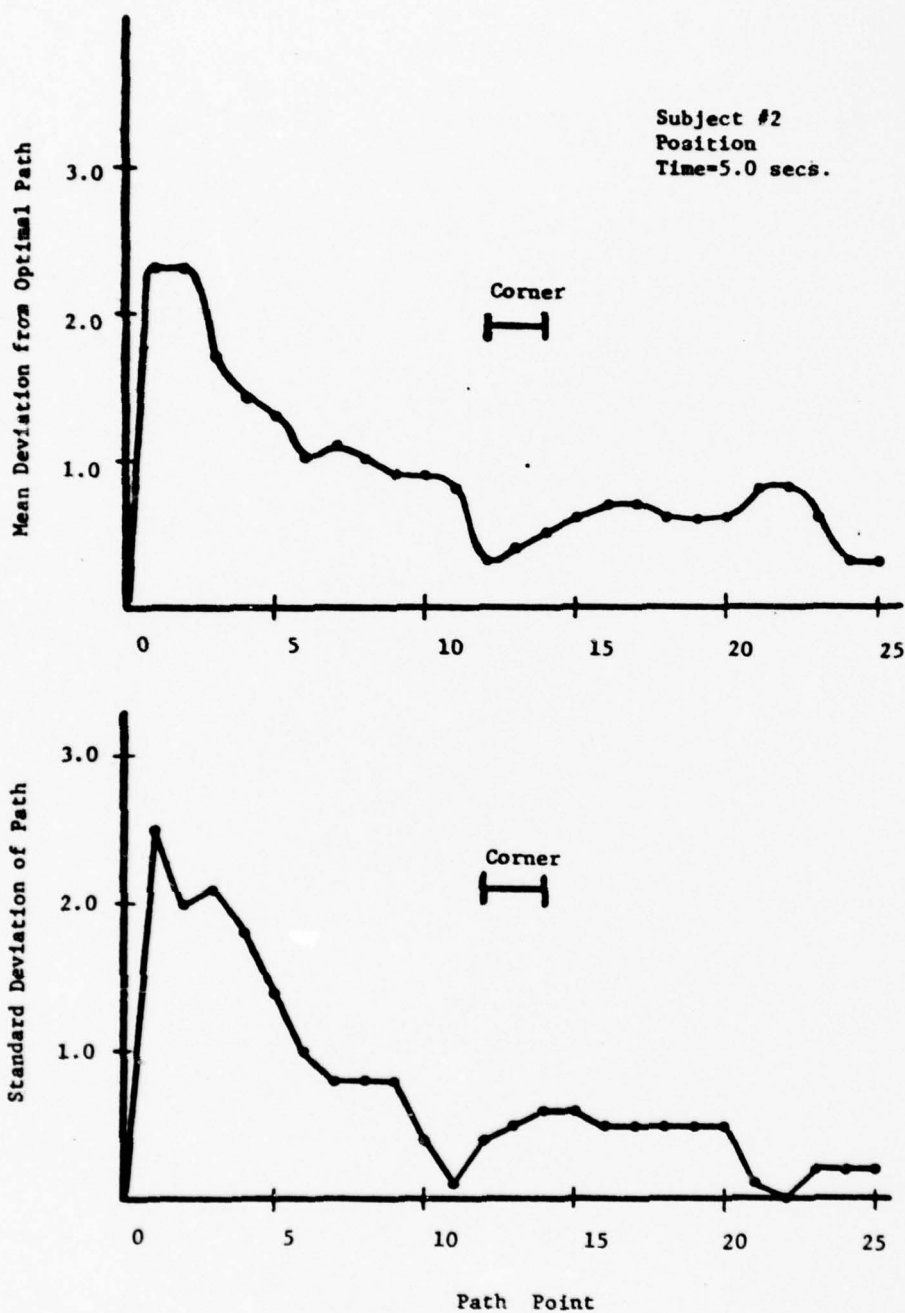 Subject #2
Position
Time=5.0 secs.
Mean Deviation from Optimal Path
3.0
2.0
1.0
Corner
0 5 10 15 20 25
Standard Deviation of Path
3.0
2.0
1.0
Corner
0 5 10 15 20 25
Path Point